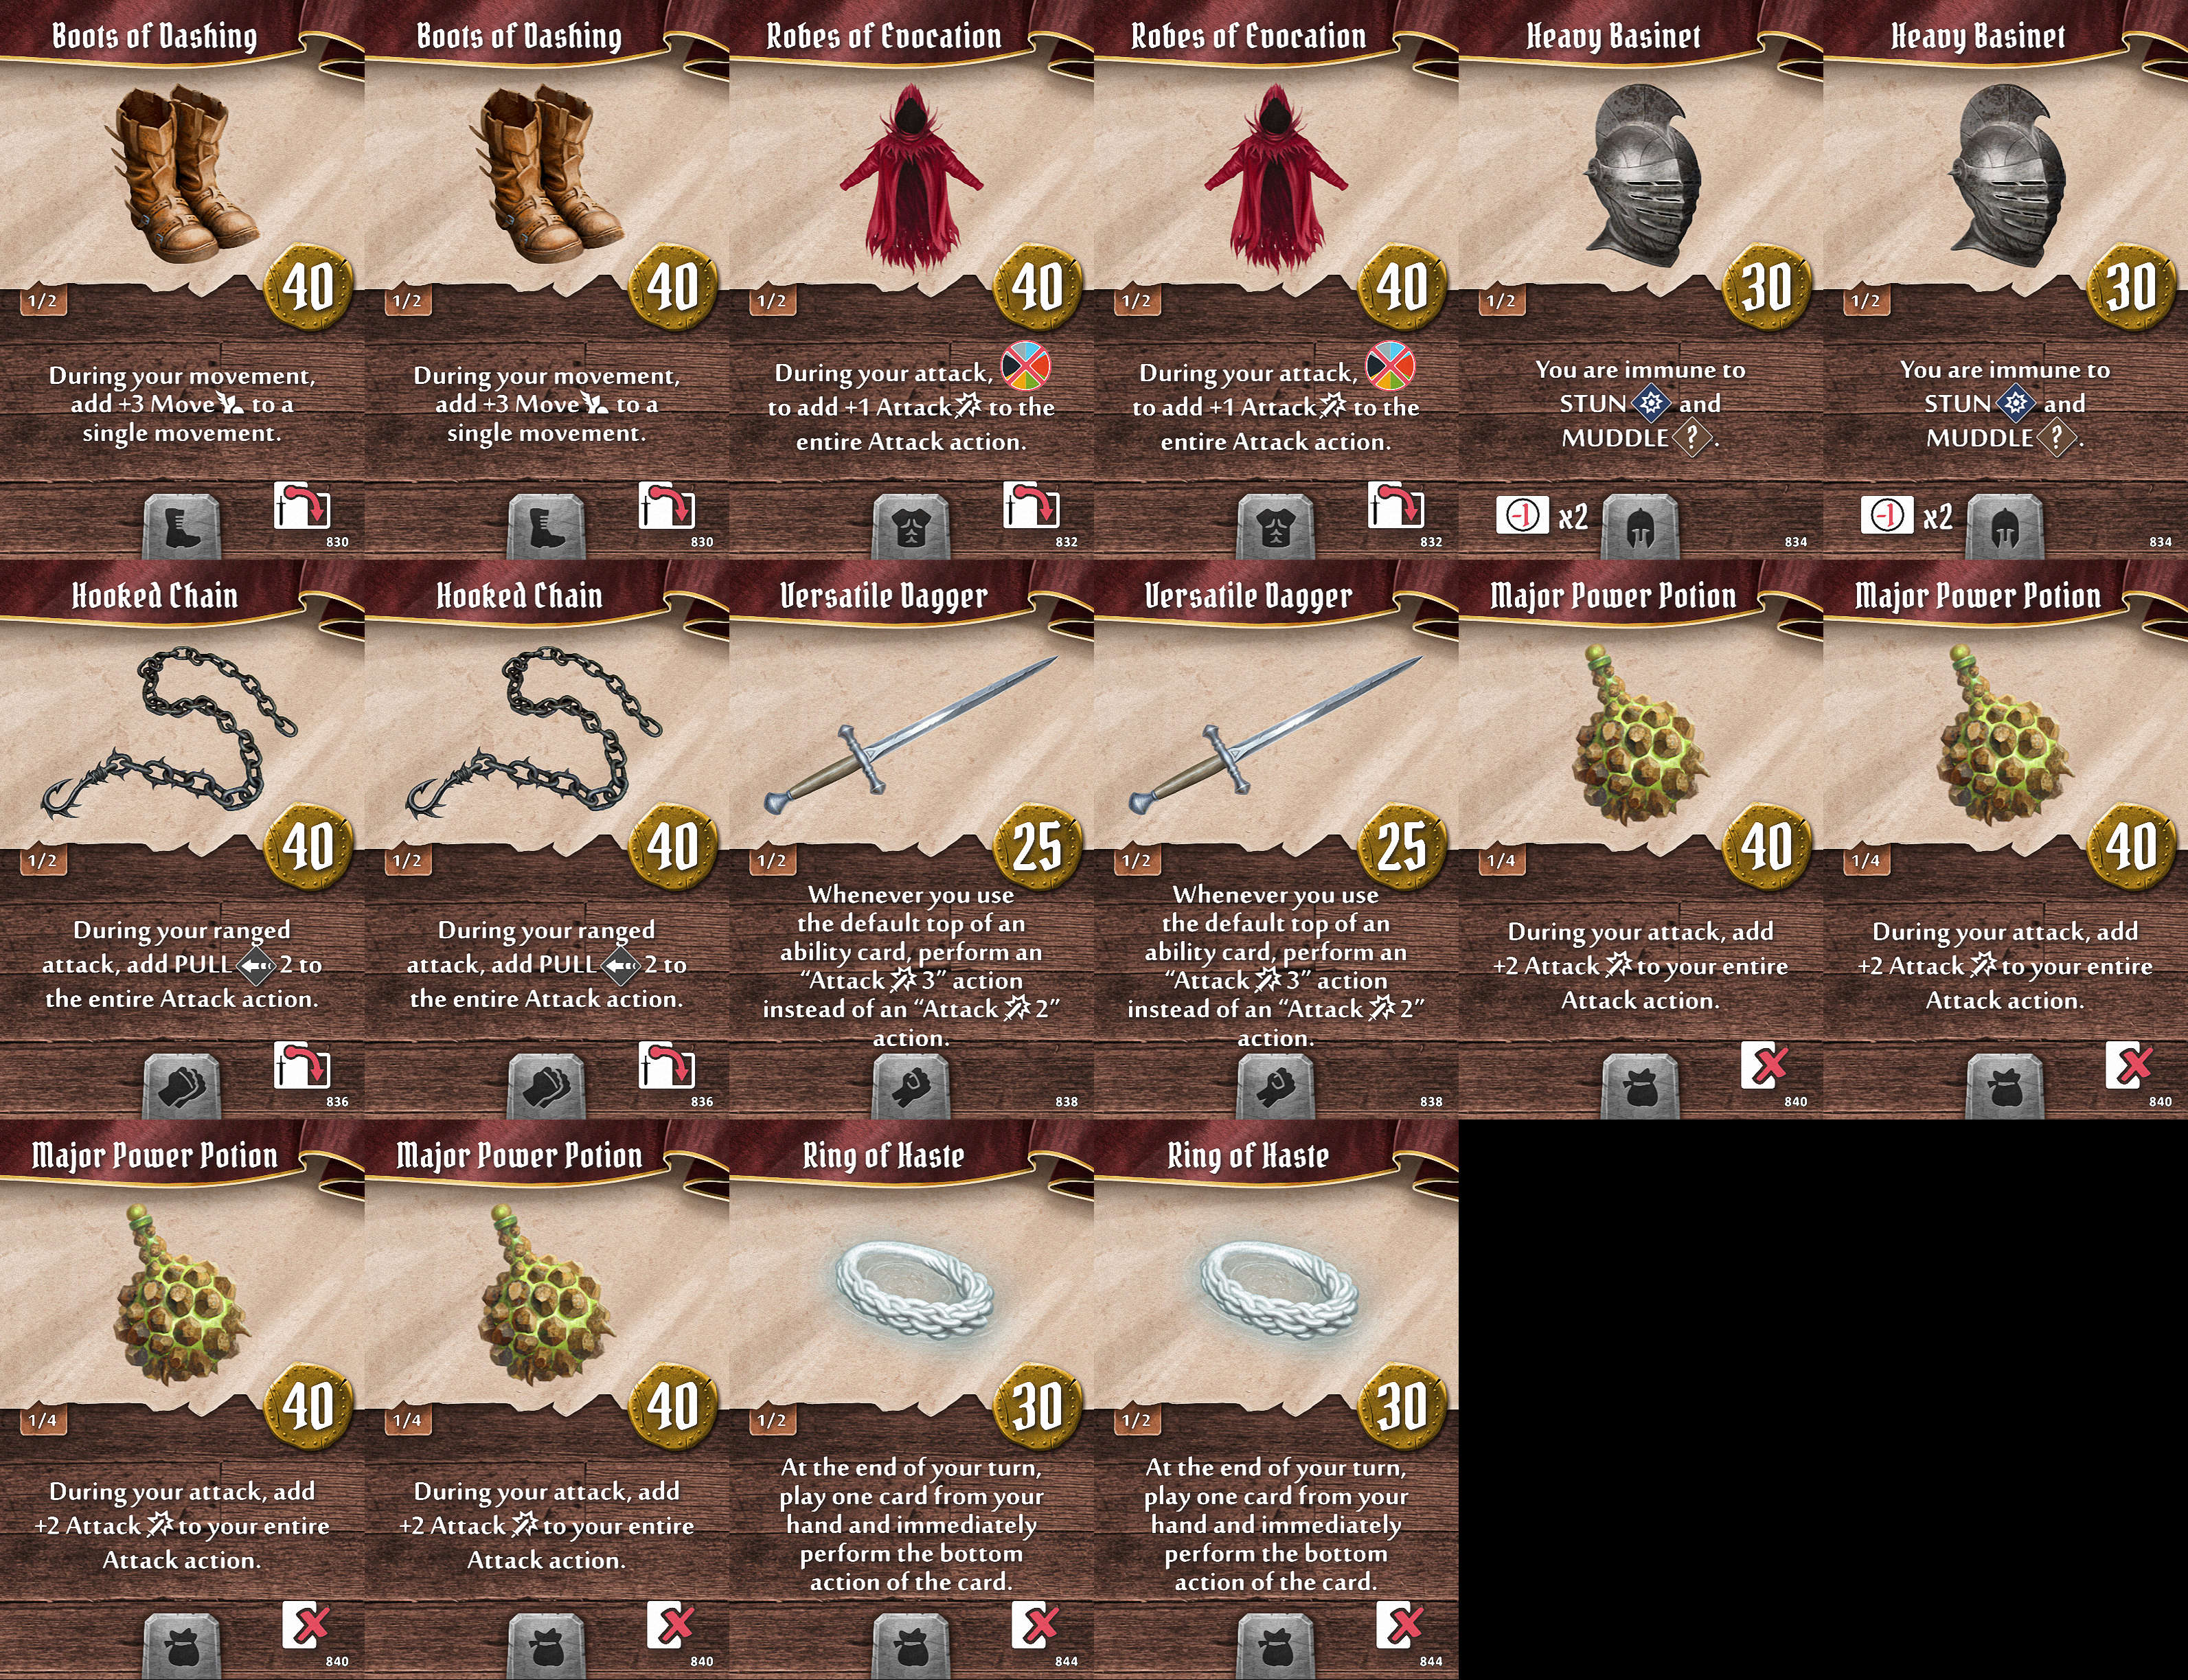 Boots of Dashing
40
1/2
During your movement,
add +3 Move to a
single movement.
830
Boots of Dashing
40
1/2
During your movement,
add +3 Move to a
single movement.
830
Robes of Evocation
40
1/2
During your attack,
to add +1 Attack to the
entire Attack action.
832
Robes of Evocation
40
1/2
During your attack,
to add +1 Attack to the
entire Attack action.
832
Heavy Basinet
30
1/2
You are immune to
STUN and
MUDDLE ?.
-1 x2
834
Heavy Basinet
30
1/2
You are immune to
STUN and
MUDDLE ?.
-1 x2
834
Hooked Chain
40
1/2
During your ranged
attack, add PULL 2 to
the entire Attack action.
836
Hooked Chain
40
1/2
During your ranged
attack, add PULL 2 to
the entire Attack action.
836
Versatile Dagger
25
1/2
Whenever you use
the default top of an
ability card, perform an
“Attack 3” action
instead of an “Attack 2”
action.
838
Versatile Dagger
25
1/2
Whenever you use
the default top of an
ability card, perform an
“Attack 3” action
instead of an “Attack 2”
action.
838
Major Power Potion
40
1/4
During your attack, add
+2 Attack to your entire
Attack action.
840
Major Power Potion
40
1/4
During your attack, add
+2 Attack to your entire
Attack action.
840
Major Power Potion
40
1/4
During your attack, add
+2 Attack to your entire
Attack action.
840
Major Power Potion
40
1/4
During your attack, add
+2 Attack to your entire
Attack action.
840
Ring of Haste
30
1/2
At the end of your turn,
play one card from your
hand and immediately
perform the bottom
action of the card.
844
Ring of Haste
30
1/2
At the end of your turn,
play one card from your
hand and immediately
perform the bottom
action of the card.
844